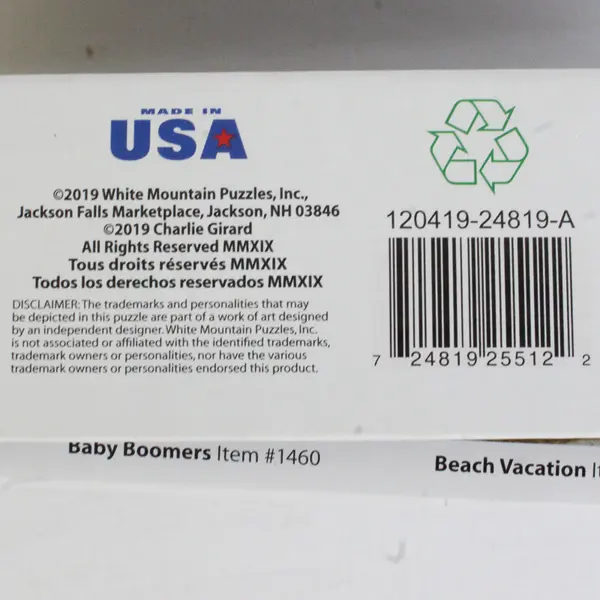 MADE IN
USA
©2019 White Mountain Puzzles, Inc.,
Jackson Falls Marketplace, Jackson, NH 03846
©2019 Charlie Girard
All Rights Reserved MMXIX
Tous droits réservés MMXIX
Todos los derechos reservados MMXIX
DISCLAIMER: The trademarks and personalities that may
be depicted in this puzzle are part of a work of art designed
by an independent designer. White Mountain Puzzles, Inc.
is not associated or affiliated with the identified trademarks,
trademark owners or personalities, nor have the various
trademark owners or personalities endorsed this product.
120419-24819-A
7 24819 25512 2
Baby Boomers Item #1460
Beach Vacation